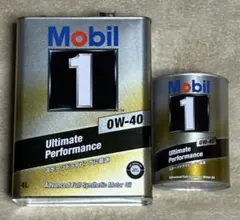 Mobil
1
Ultimate
Performance
0W-40
4L
Advanced Full Synthetic Motor Oil
Mobil
1
Ultimate
Performance
0W-40